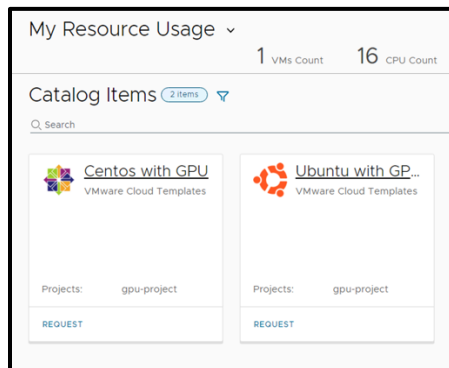 My Resource Usage
1 VMs Count 16 CPU Count
Catalog Items 2 items
Search
Centos with GPU
VMware Cloud Templates
Projects: gpu-project
REQUEST
Ubuntu with GP...
VMware Cloud Templates
Projects: gpu-project
REQUEST